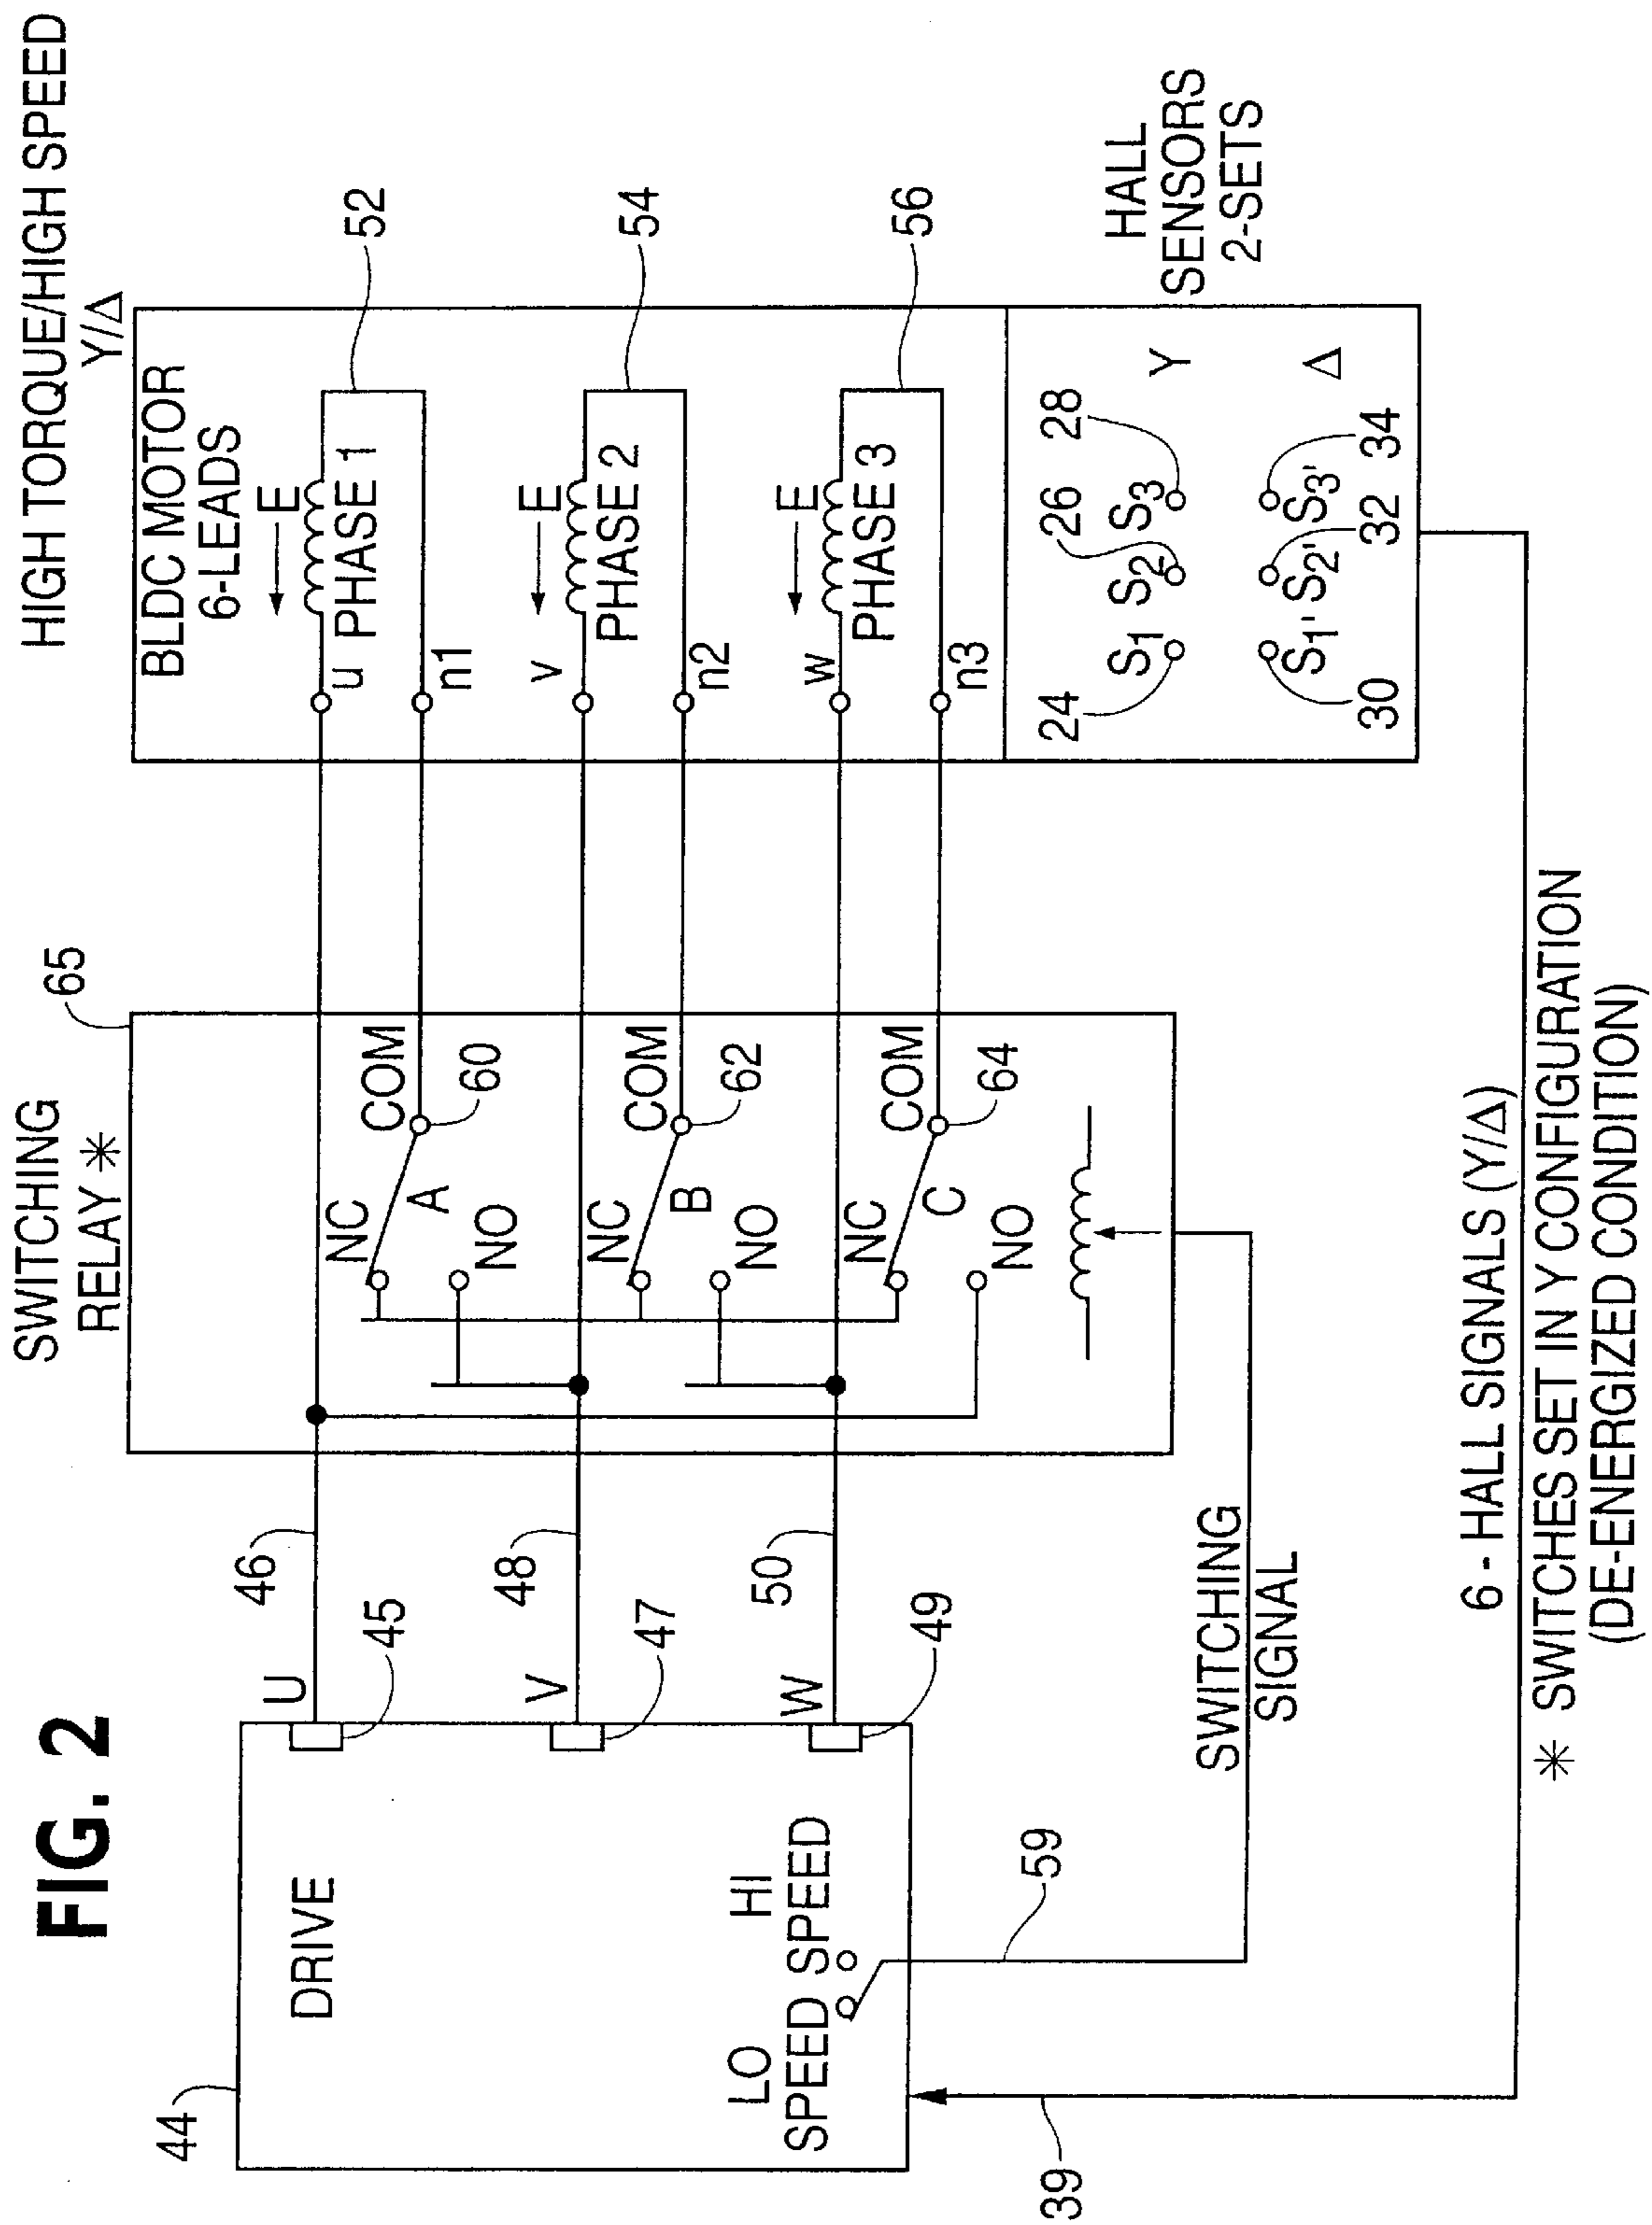 FIG. 2
HIGH TORQUE/HIGH SPEED
Y/Δ
SWITCHING
RELAY *
65
BLDC MOTOR
6-LEADS
44
DRIVE
U
46
45
V
48
47
W
50
49
LO
SPEED
HI
SPEED
59
39
NC
COM
A
60
NO
NC
COM
B
62
NO
NC
COM
C
64
NO
E
u
PHASE 1
n1
52
E
v
PHASE 2
n2
54
E
w
PHASE 3
n3
56
24
26
28
S1
S2
S3
Y
S1'
S2'
S3'
Δ
30
32
34
HALL
SENSORS
2-SETS
SWITCHING
SIGNAL
6 - HALL SIGNALS (Y/Δ)
* SWITCHES SET IN Y CONFIGURATION
(DE-ENERGIZED CONDITION)